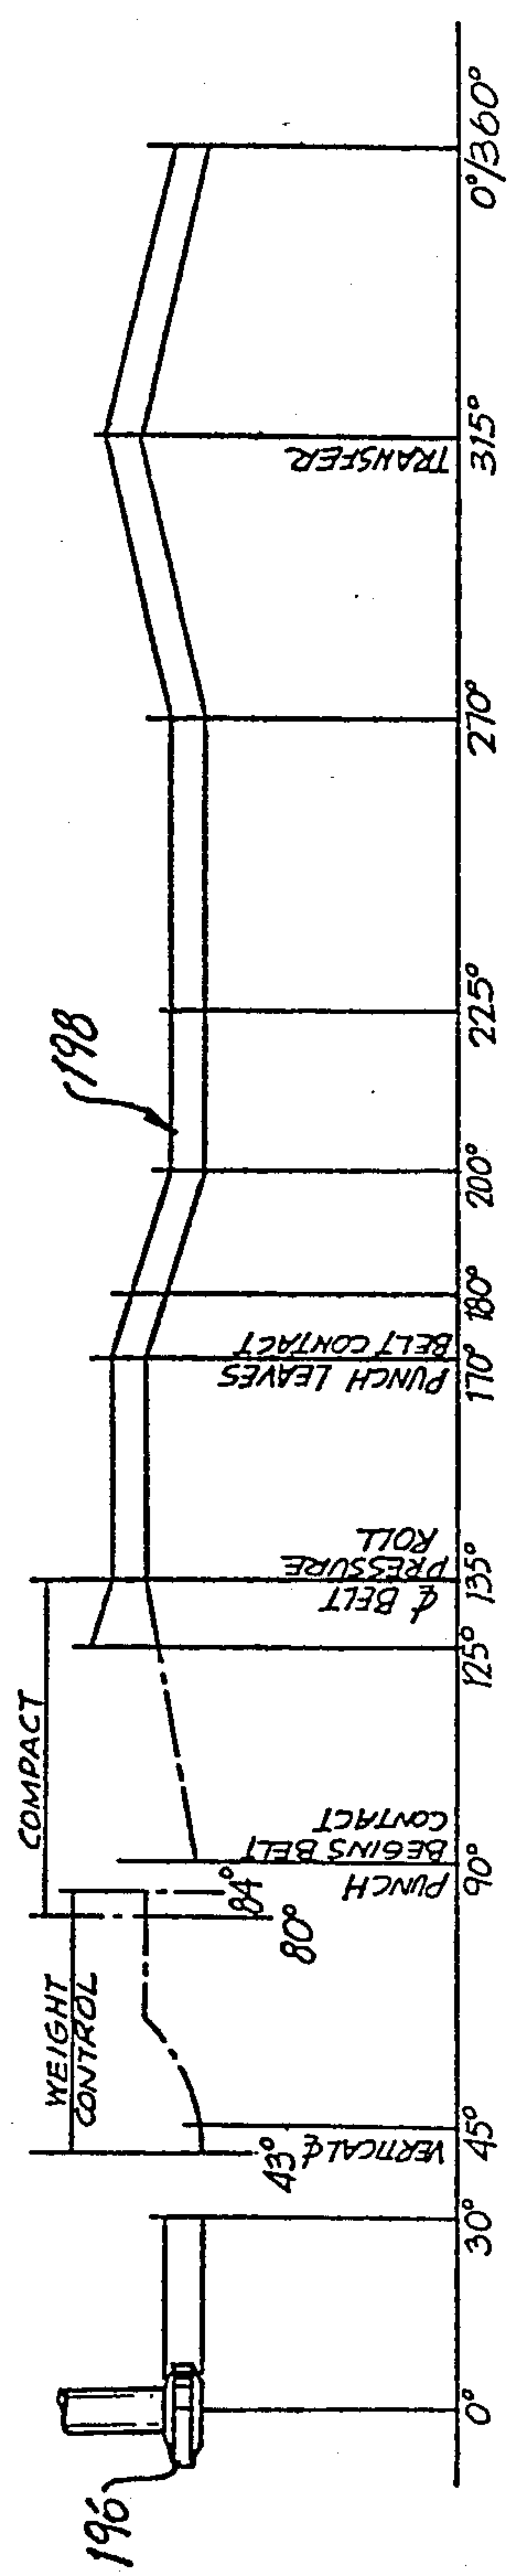 196
198
WEIGHT
CONTROL
COMPACT
43°
80°
84°
VERTICAL ℄
PUNCH
BEGINS BELT
CONTACT
℄ BELT
PRESSURE
ROLL
PUNCH LEAVES
BELT CONTACT
TRANSFER
0°
30°
45°
90°
125°
135°
170°
180°
200°
225°
270°
315°
0°/360°